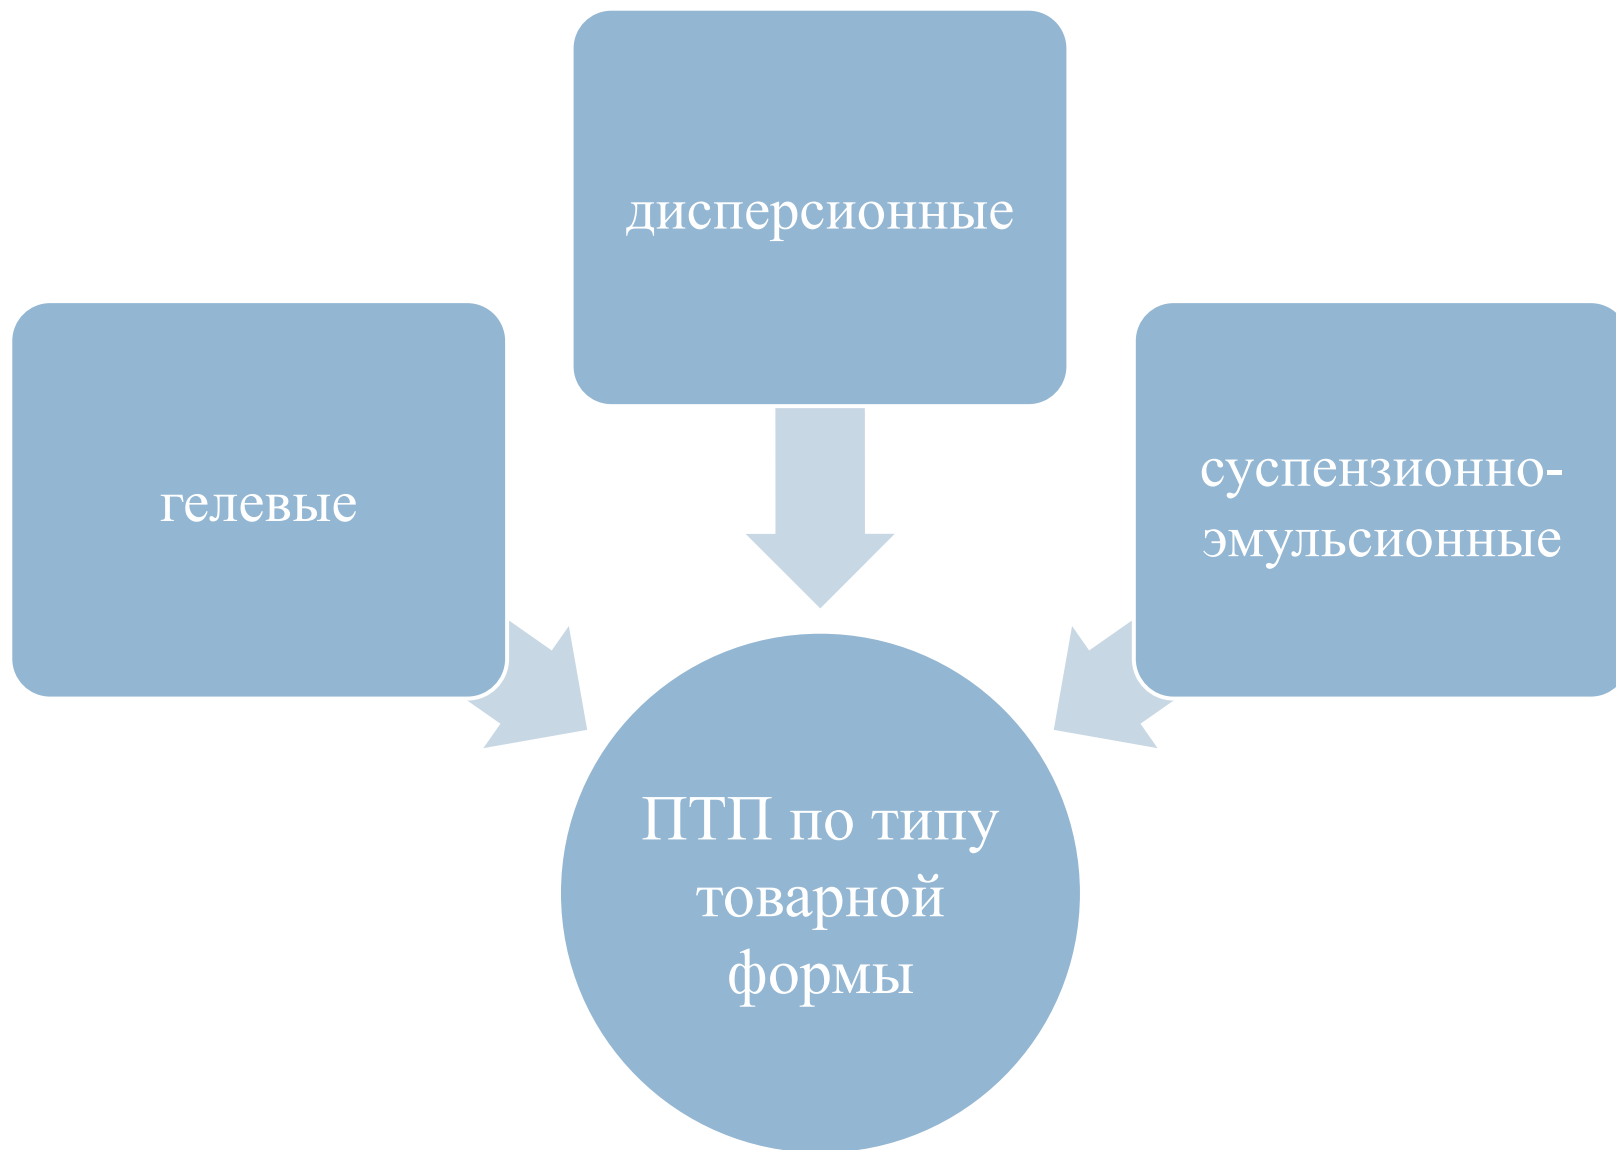 дисперсионные
гелевые
суспензионно-
эмульсионные
ПТП по типу
товарной
формы